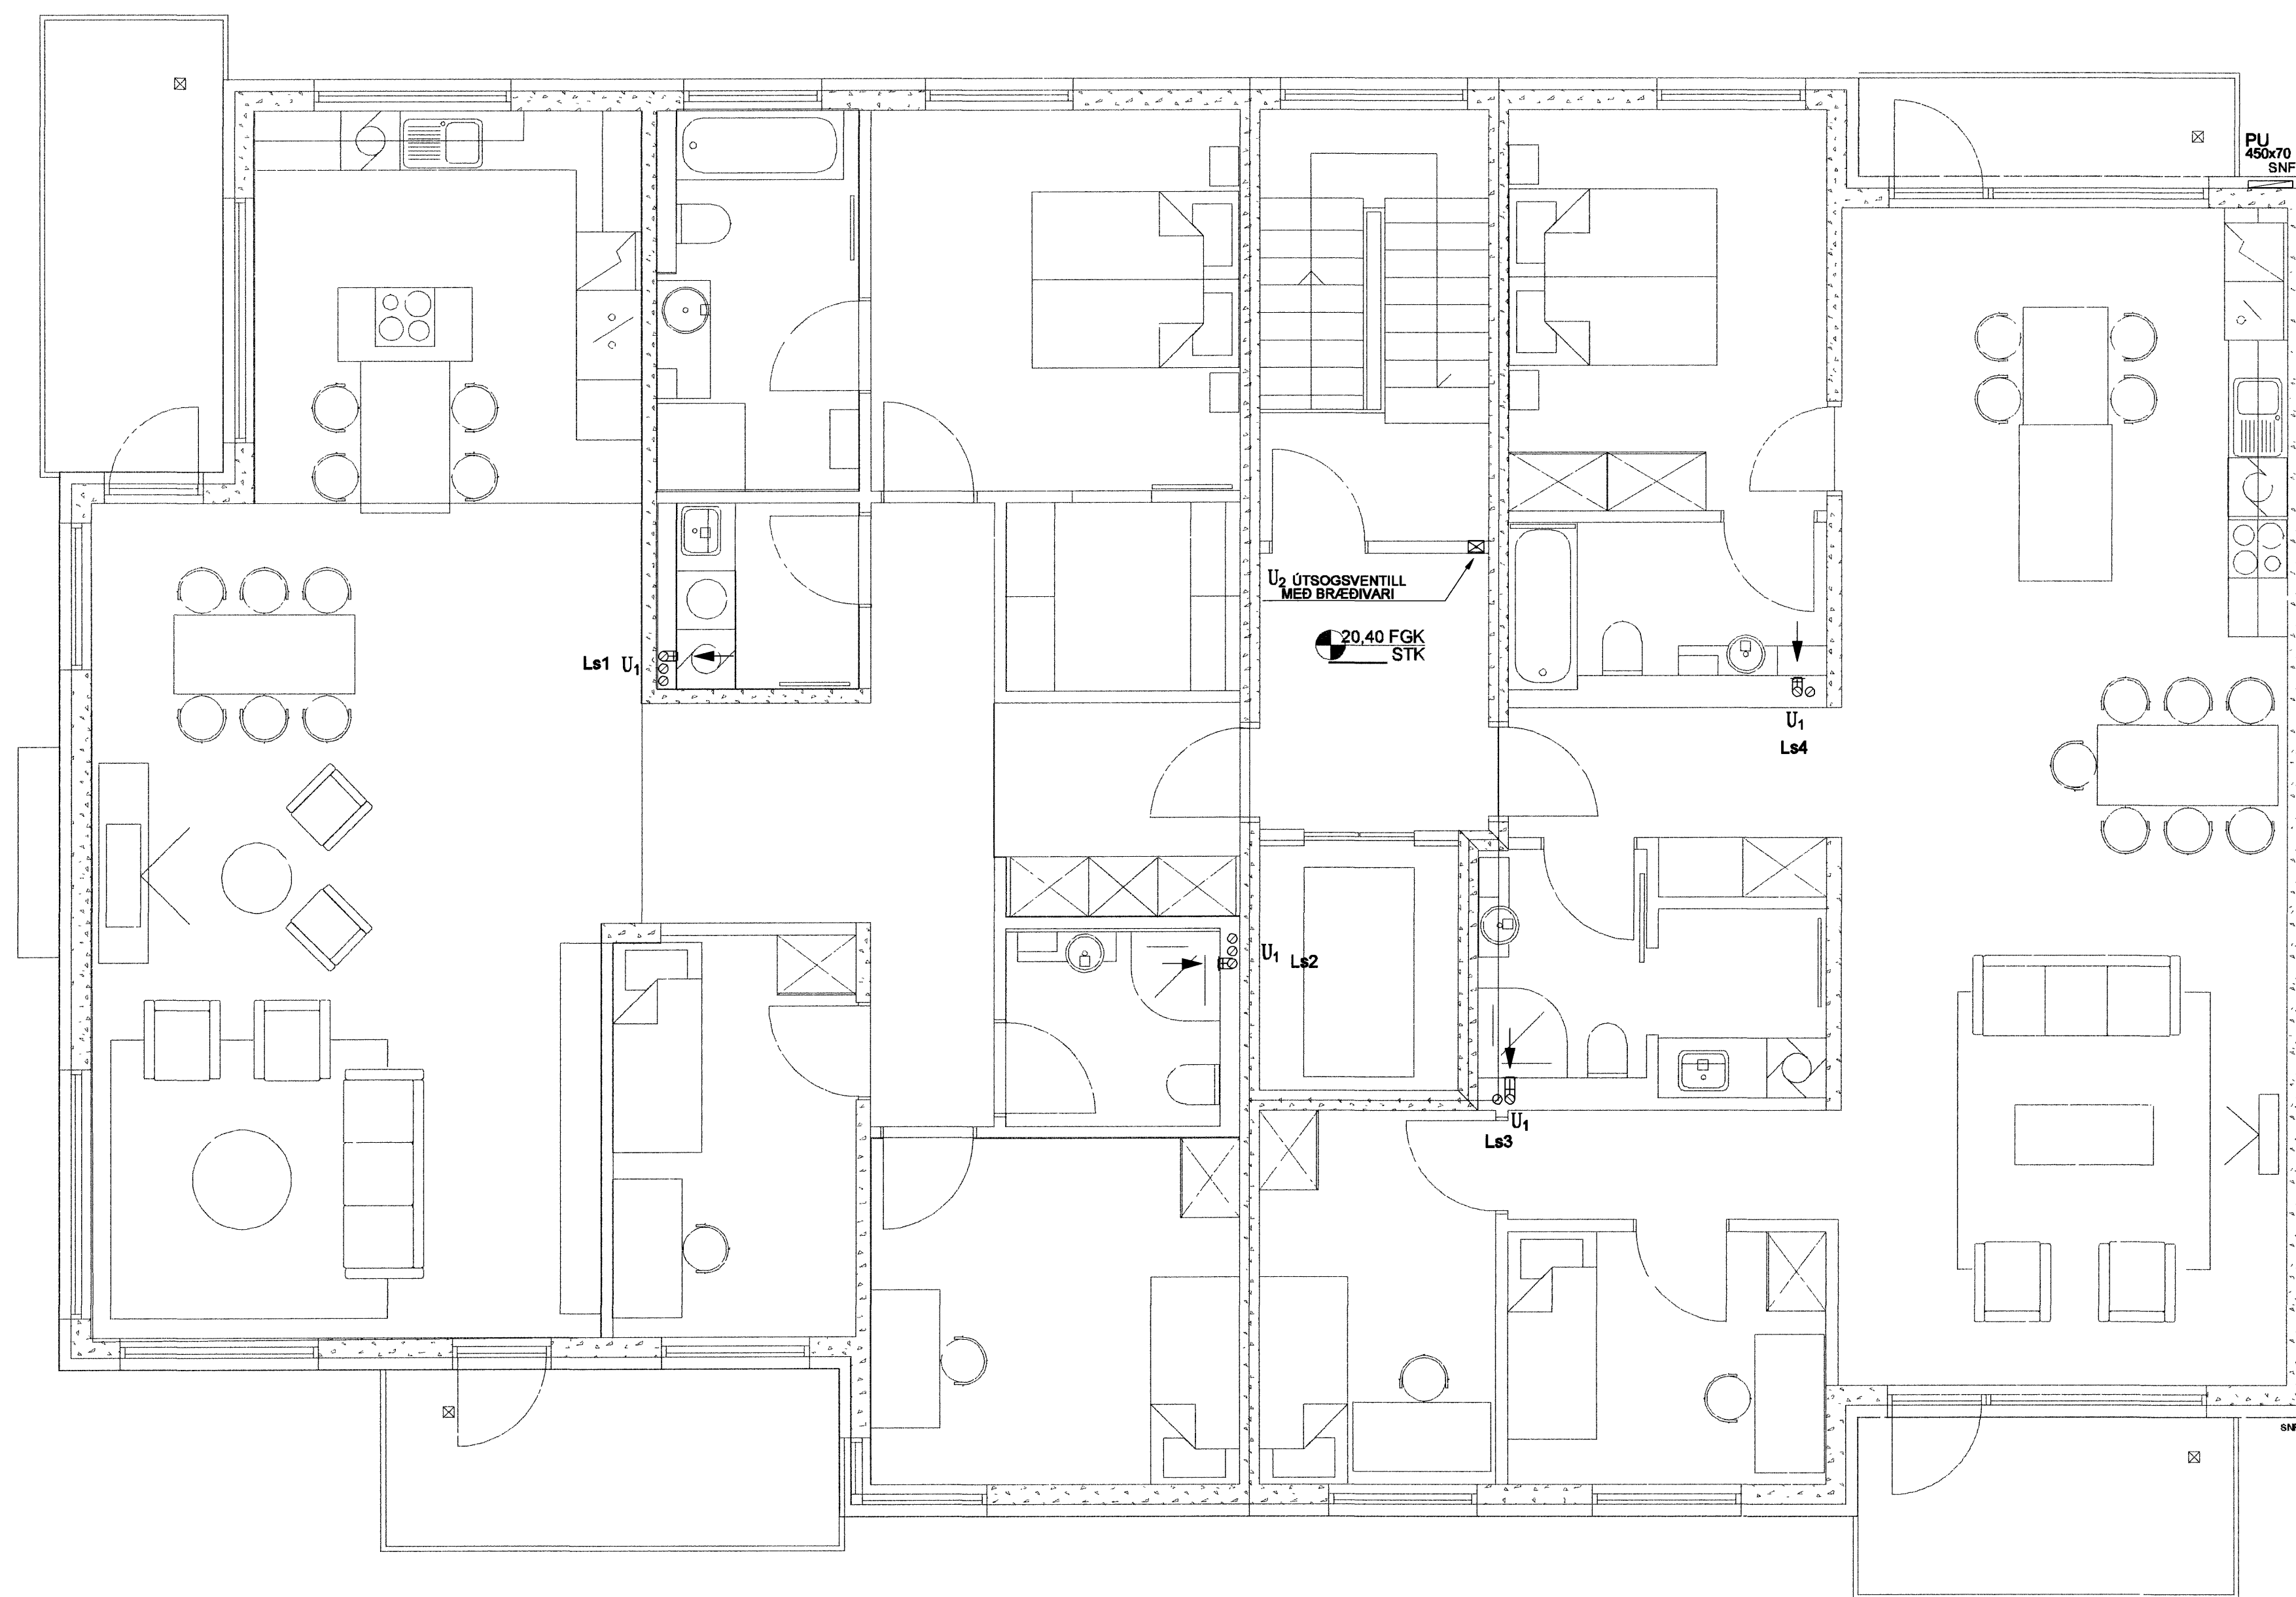 PU
450x70
SNF
U2 ÚTSOGSVENTILL
MEÐ BRÆÐIVARI
20,40 FGK
STK
Ls1 U1
U1
Ls4
U1 Ls2
U1
Ls3